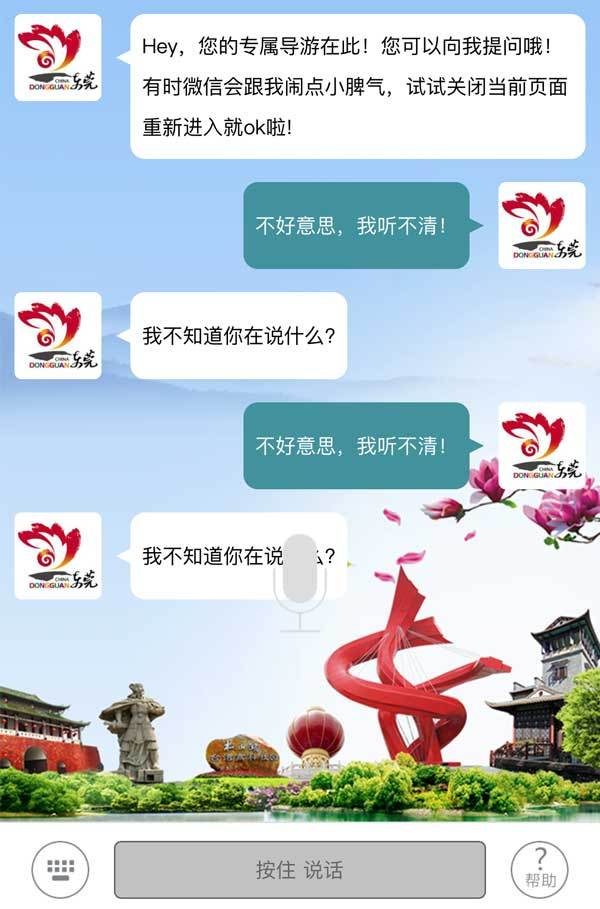 CHINA
DONGGUAN 东莞
Hey，您的专属导游在此！您可以向我提问哦！
有时微信会跟我闹点小脾气，试试关闭当前页面
重新进入就ok啦!
不好意思，我听不清！
CHINA
DONGGUAN 东莞
CHINA
DONGGUAN 东莞
我不知道你在说什么?
不好意思，我听不清！
CHINA
DONGGUAN 东莞
CHINA
DONGGUAN 东莞
我不知道你在说什么?
松山湖
按住 说话
?
帮助